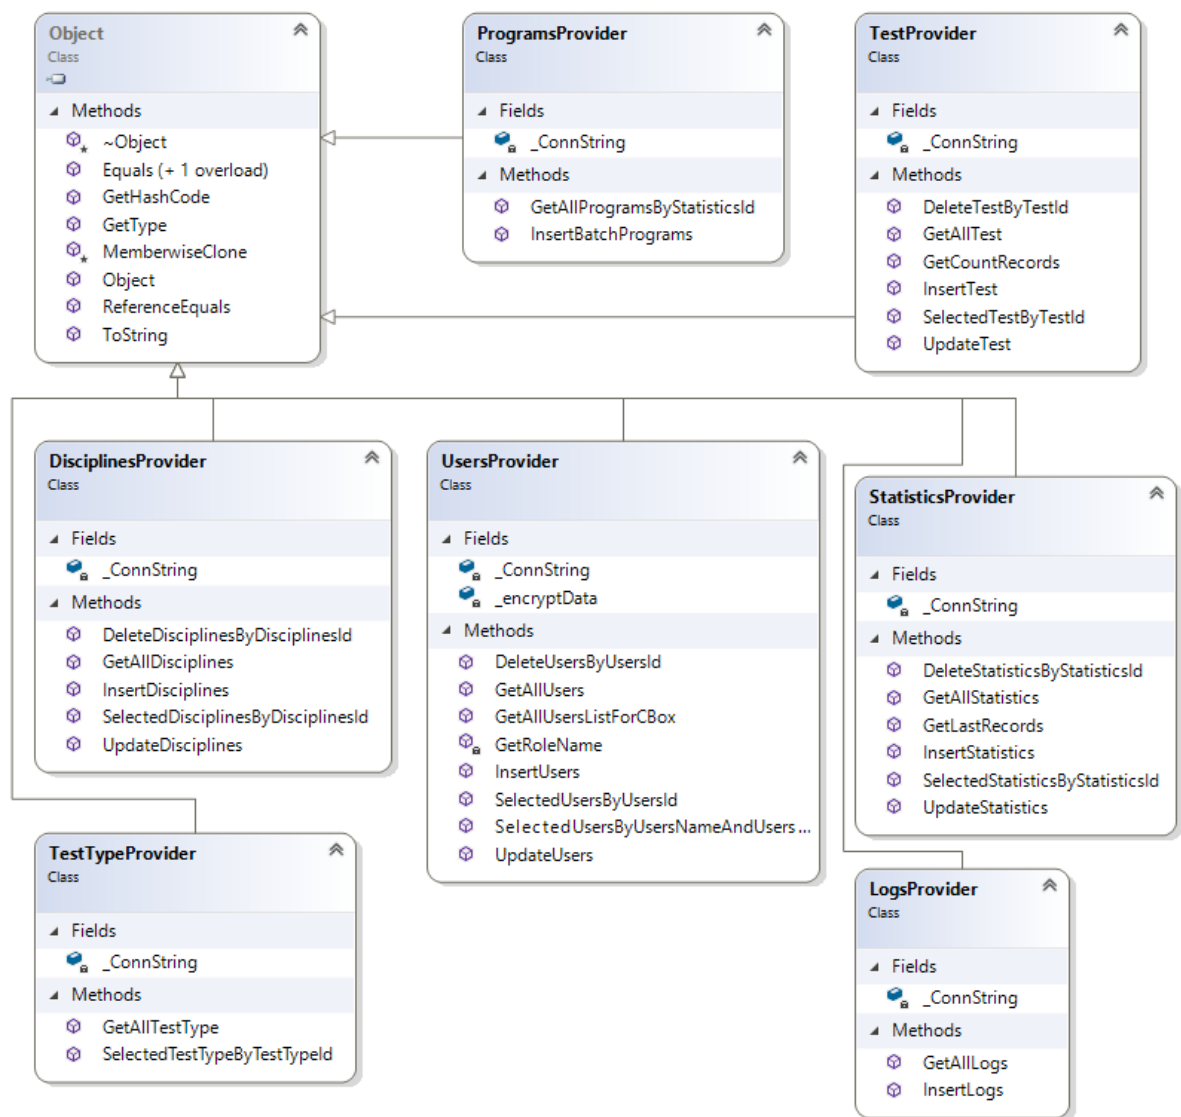 Object
Class
Methods
~Object
Equals (+ 1 overload)
GetHashCode
GetType
MemberwiseClone
Object
ReferenceEquals
ToString
ProgramsProvider
Class
Fields
_ConnString
Methods
GetAllProgramsByStatisticsId
InsertBatchPrograms
TestProvider
Class
Fields
_ConnString
Methods
DeleteTestByTestId
GetAllTest
GetCountRecords
InsertTest
SelectedTestByTestId
UpdateTest
DisciplinesProvider
Class
Fields
_ConnString
Methods
DeleteDisciplinesByDisciplinesId
GetAllDisciplines
InsertDisciplines
SelectedDisciplinesByDisciplinesId
UpdateDisciplines
UsersProvider
Class
Fields
_ConnString
_encryptData
Methods
DeleteUsersByUsersId
GetAllUsers
GetAllUsersListForCBox
GetRoleName
InsertUsers
SelectedUsersByUsersId
SelectedUsersByUsersNameAndUsers ...
UpdateUsers
StatisticsProvider
Class
Fields
_ConnString
Methods
DeleteStatisticsByStatisticsId
GetAllStatistics
GetLastRecords
InsertStatistics
SelectedStatisticsByStatisticsId
UpdateStatistics
TestTypeProvider
Class
Fields
_ConnString
Methods
GetAllTestType
SelectedTestTypeByTestTypeId
LogsProvider
Class
Fields
_ConnString
Methods
GetAllLogs
InsertLogs